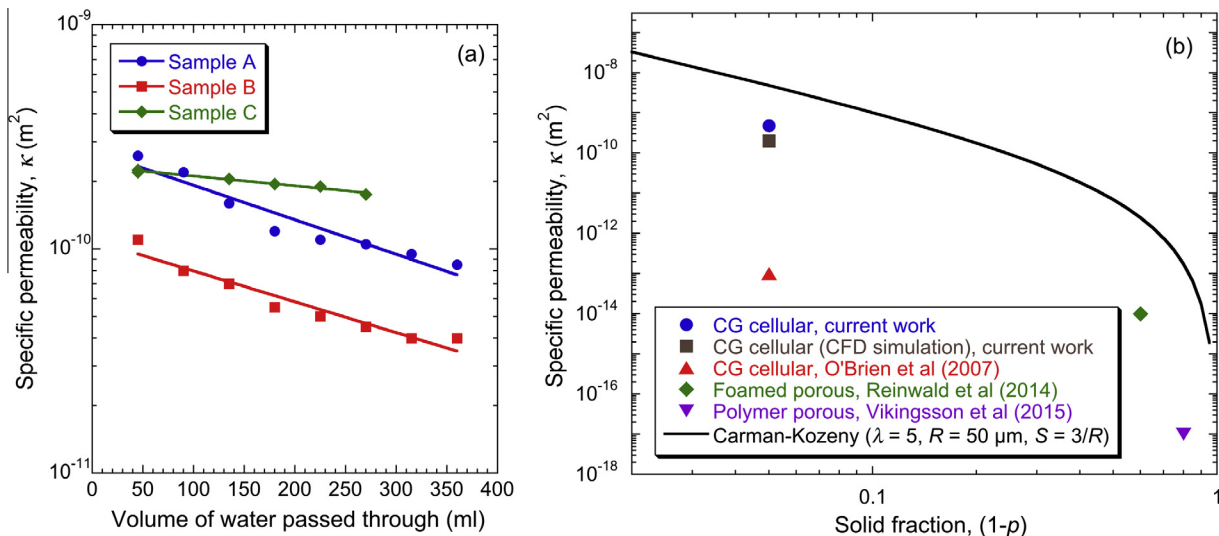 (a)
Sample A
Sample B
Sample C
10⁻⁹
10⁻¹⁰
10⁻¹¹
Specific permeability, κ (m²)
0 50 100 150 200 250 300 350 400
Volume of water passed through (ml)
(b)
10⁻⁸
10⁻¹⁰
10⁻¹²
10⁻¹⁴
10⁻¹⁶
10⁻¹⁸
Specific permeability, κ (m²)
CG cellular, current work
CG cellular (CFD simulation), current work
CG cellular, O'Brien et al (2007)
Foamed porous, Reinwald et al (2014)
Polymer porous, Vikingsson et al (2015)
Carman-Kozeny (λ = 5, R = 50 μm, S = 3/R)
0.1 1
Solid fraction, (1-p)